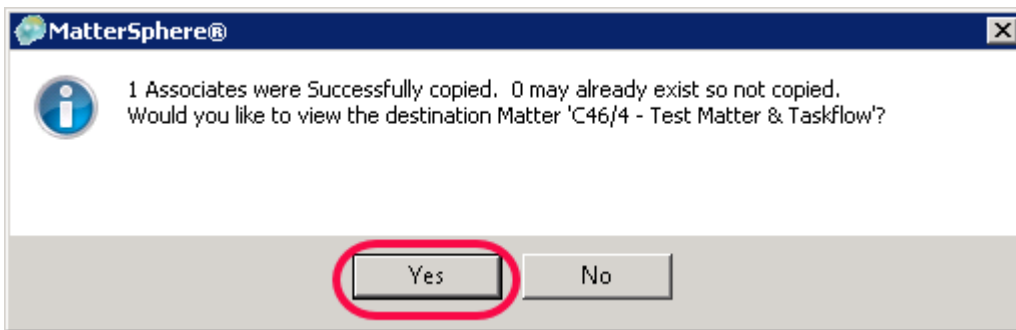 MatterSphere®
1 Associates were Successfully copied. 0 may already exist so not copied.
Would you like to view the destination Matter 'C46/4 - Test Matter & Taskflow'?
Yes
No